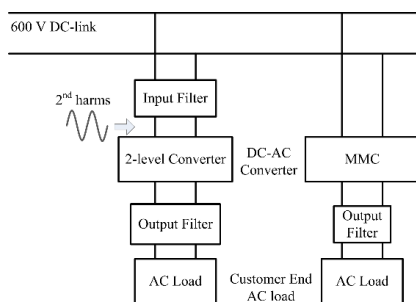 600 V DC-link
2nd harms
Input Filter
2-level Converter
DC-AC
Converter
MMC
Output Filter
Output
Filter
AC Load
Customer End
AC load
AC Load